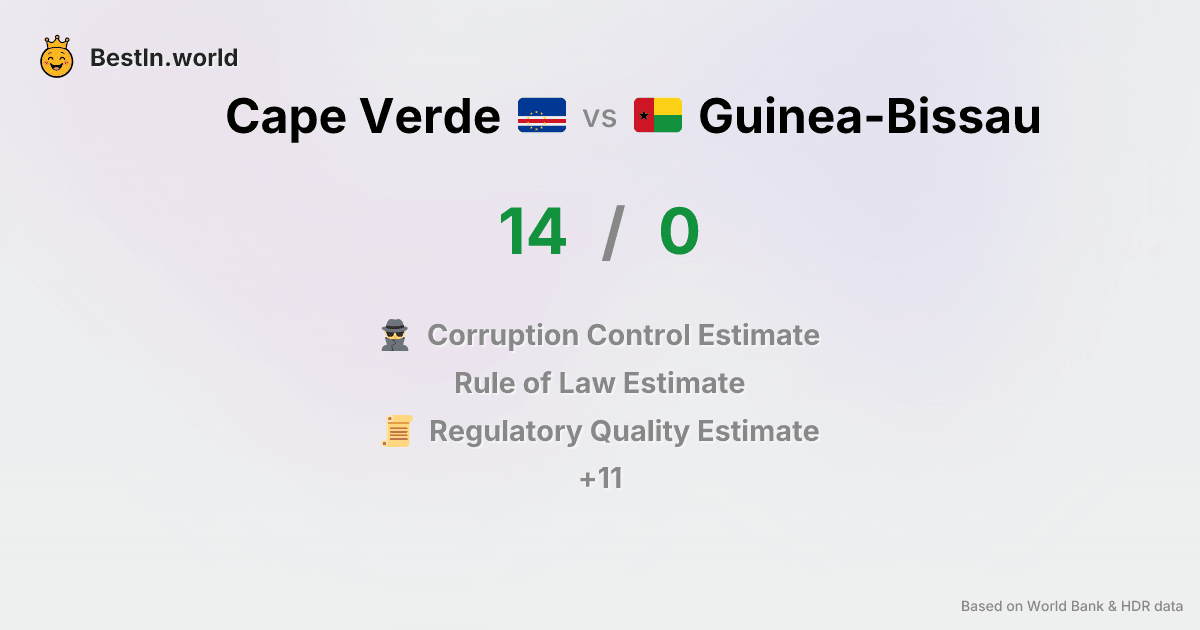 BestIn.world
Cape Verde vs Guinea-Bissau
14 / 0
Corruption Control Estimate
Rule of Law Estimate
Regulatory Quality Estimate
+11
Based on World Bank & HDR data